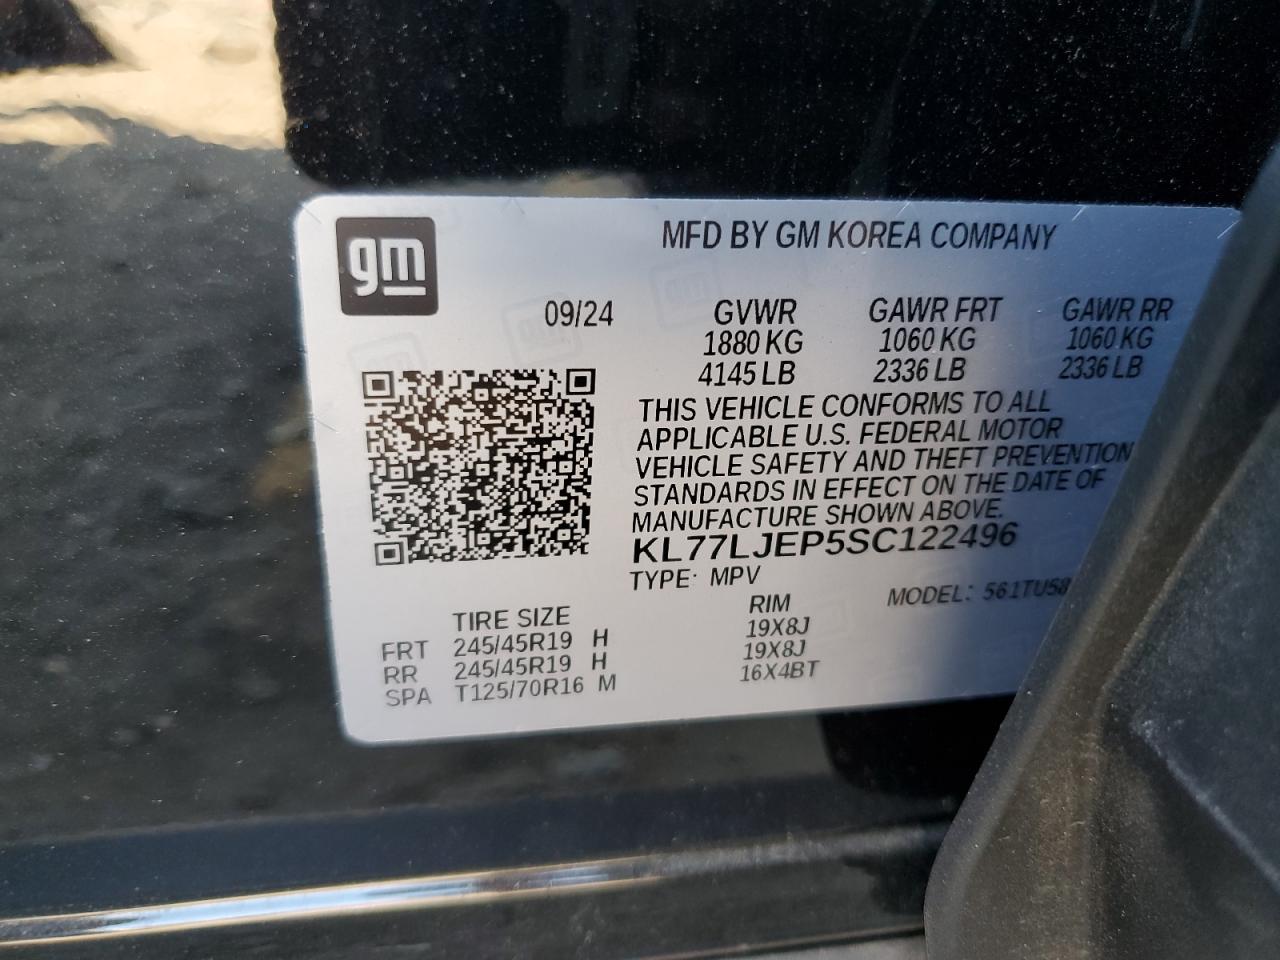 gm
MFD BY GM KOREA COMPANY
09/24 GVWR GAWR FRT GAWR RR
1880 KG 1060 KG 1060 KG
4145 LB 2336 LB 2336 LB
THIS VEHICLE CONFORMS TO ALL
APPLICABLE U.S. FEDERAL MOTOR
VEHICLE SAFETY AND THEFT PREVENTION
STANDARDS IN EFFECT ON THE DATE OF
MANUFACTURE SHOWN ABOVE.
KL77LJEP5SC122496
TYPE: MPV MODEL: 561TU58
TIRE SIZE RIM
FRT 245/45R19 H 19X8J
RR 245/45R19 H 19X8J
SPA T125/70R16 M 16X4BT